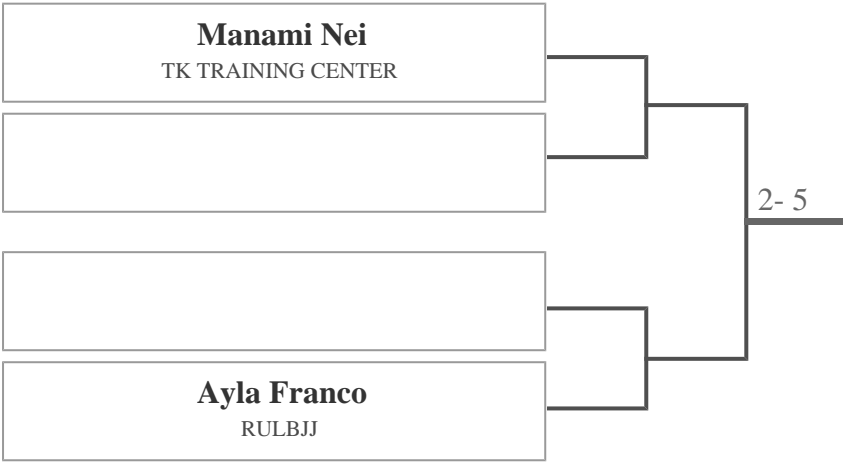 Manami Nei
TK TRAINING CENTER
2- 5
Ayla Franco
RULBJJ